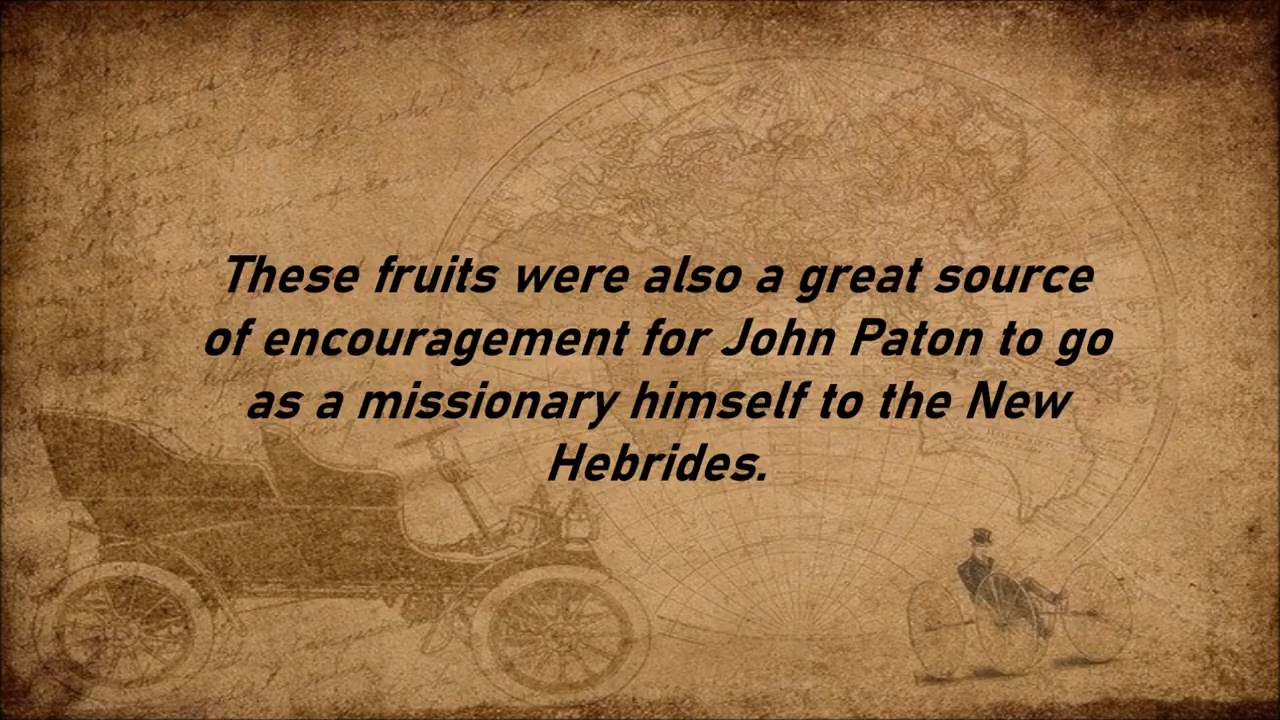 These fruits were also a great source
of encouragement for John Paton to go
as a missionary himself to the New
Hebrides.